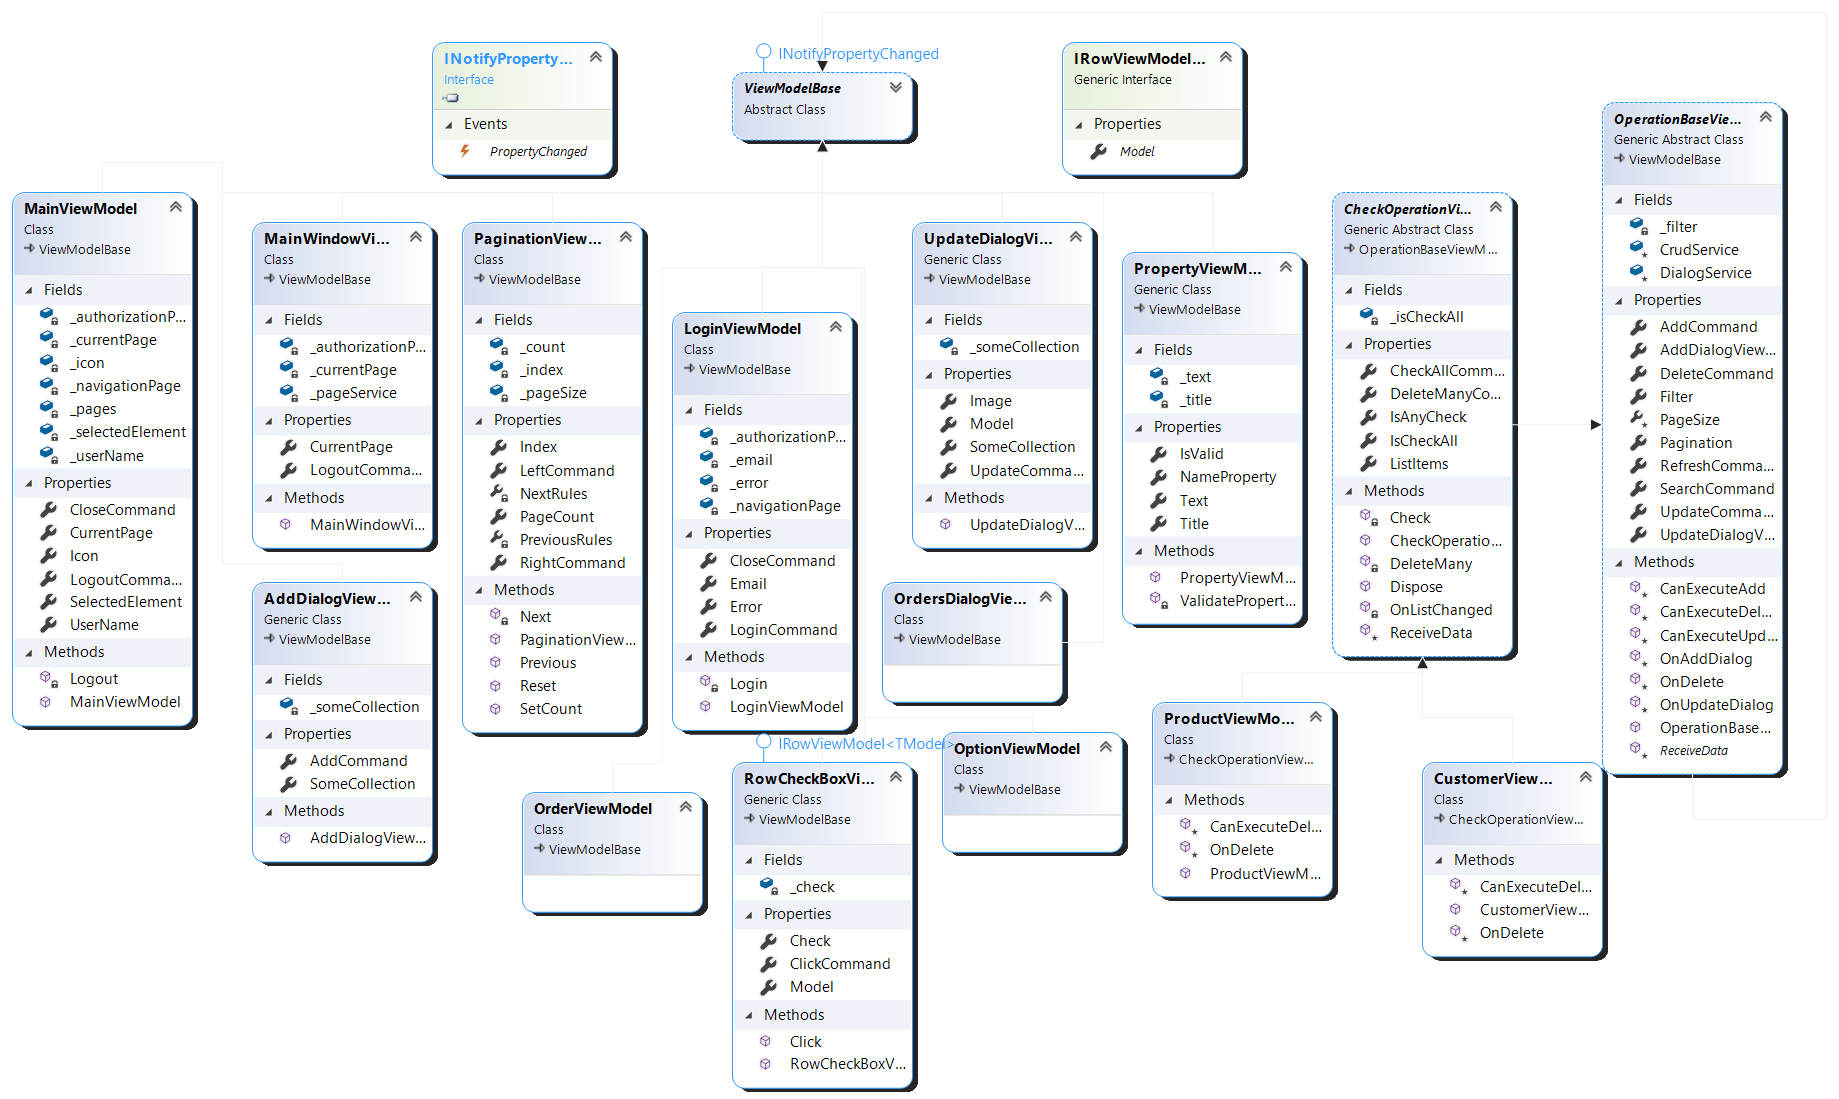 INotifyProperty...
Interface
Events
PropertyChanged
INotifyPropertyChanged
ViewModelBase
Abstract Class
IRowViewModel...
Generic Interface
Properties
Model
OperationBaseVie...
Generic Abstract Class
ViewModelBase
Fields
_filter
CrudService
DialogService
Properties
AddCommand
AddDialogView...
DeleteCommand
Filter
PageSize
Pagination
RefreshComma...
SearchCommand
UpdateComma...
UpdateDialogV...
Methods
CanExecuteAdd
CanExecuteDel...
CanExecuteUpd...
OnAddDialog
OnDelete
OnUpdateDialog
OperationBase...
ReceiveData
MainViewModel
Class
ViewModelBase
Fields
_authorizationP...
_currentPage
_icon
_navigationPage
_pages
_selectedElement
_userName
Properties
CloseCommand
CurrentPage
Icon
LogoutComma...
SelectedElement
UserName
Methods
Logout
MainViewModel
MainWindowVi...
Class
ViewModelBase
Fields
_authorizationP...
_currentPage
_pageService
Properties
CurrentPage
LogoutComma...
Methods
MainWindowVi...
PaginationView...
Class
ViewModelBase
Fields
_count
_index
_pageSize
Properties
Index
LeftCommand
NextRules
PageCount
PreviousRules
RightCommand
Methods
Next
PaginationView...
Previous
Reset
SetCount
LoginViewModel
Class
ViewModelBase
Fields
_authorizationP...
_email
_error
_navigationPage
Properties
CloseCommand
Email
Error
LoginCommand
Methods
Login
LoginViewModel
UpdateDialogVi...
Generic Class
ViewModelBase
Fields
_someCollection
Properties
Image
Model
SomeCollection
UpdateComma...
Methods
UpdateDialogV...
PropertyViewM...
Generic Class
ViewModelBase
Fields
_text
_title
Properties
IsValid
NameProperty
Text
Title
Methods
PropertyViewM...
ValidatePropert...
CheckOperationVi...
Generic Abstract Class
OperationBaseViewM...
Fields
_isCheckAll
Properties
CheckAllComm...
DeleteManyCo...
IsAnyCheck
IsCheckAll
ListItems
Methods
Check
CheckOperatio...
DeleteMany
Dispose
OnListChanged
ReceiveData
AddDialogView...
Generic Class
ViewModelBase
Fields
_someCollection
Properties
AddCommand
SomeCollection
Methods
AddDialogView...
OrdersDialogVie...
Class
ViewModelBase
OrderViewModel
Class
ViewModelBase
IRowViewModel<TModel>
RowCheckBoxVi...
Generic Class
ViewModelBase
Fields
_check
Properties
Check
ClickCommand
Model
Methods
Click
RowCheckBoxV...
OptionViewModel
Class
ViewModelBase
ProductViewMo...
Class
CheckOperationView...
Methods
CanExecuteDel...
OnDelete
ProductViewM...
CustomerView...
Class
CheckOperationView...
Methods
CanExecuteDel...
CustomerView...
OnDelete